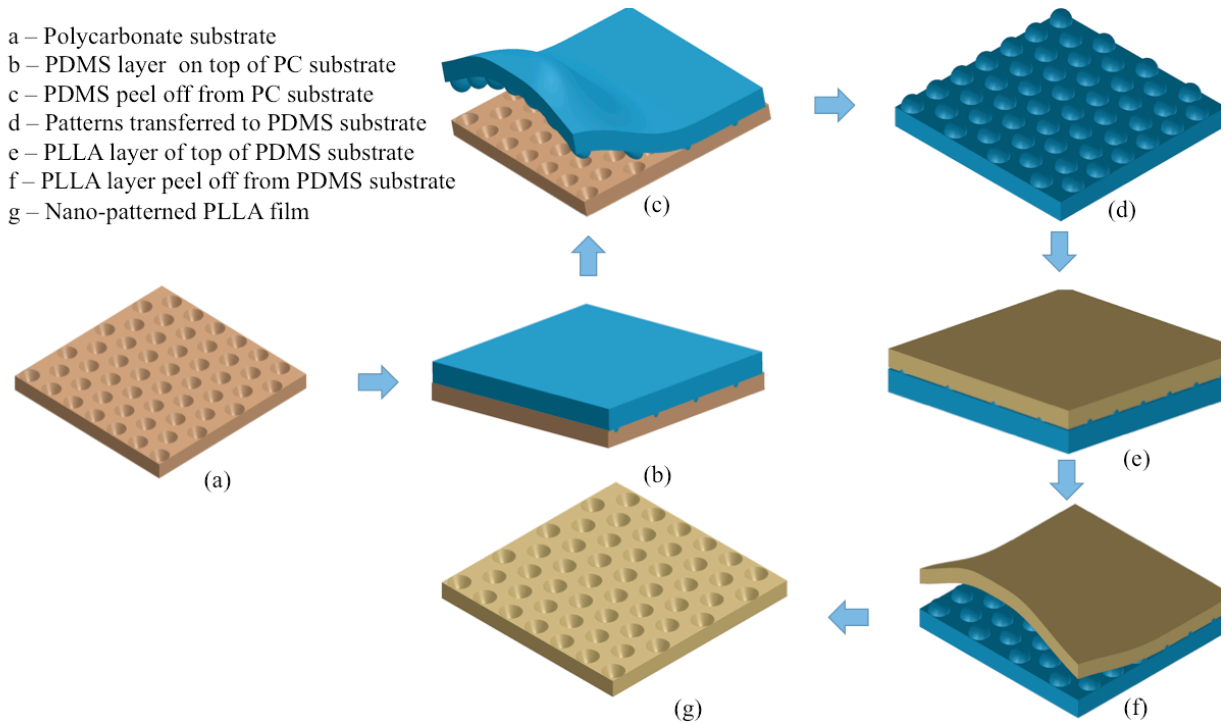 a – Polycarbonate substrate
b – PDMS layer  on top of PC substrate
c – PDMS peel off from PC substrate
d – Patterns transferred to PDMS substrate
e – PLLA layer of top of PDMS substrate
f – PLLA layer peel off from PDMS substrate
g – Nano-patterned PLLA film
(c)
(d)
(a)
(b)
(e)
(g)
(f)